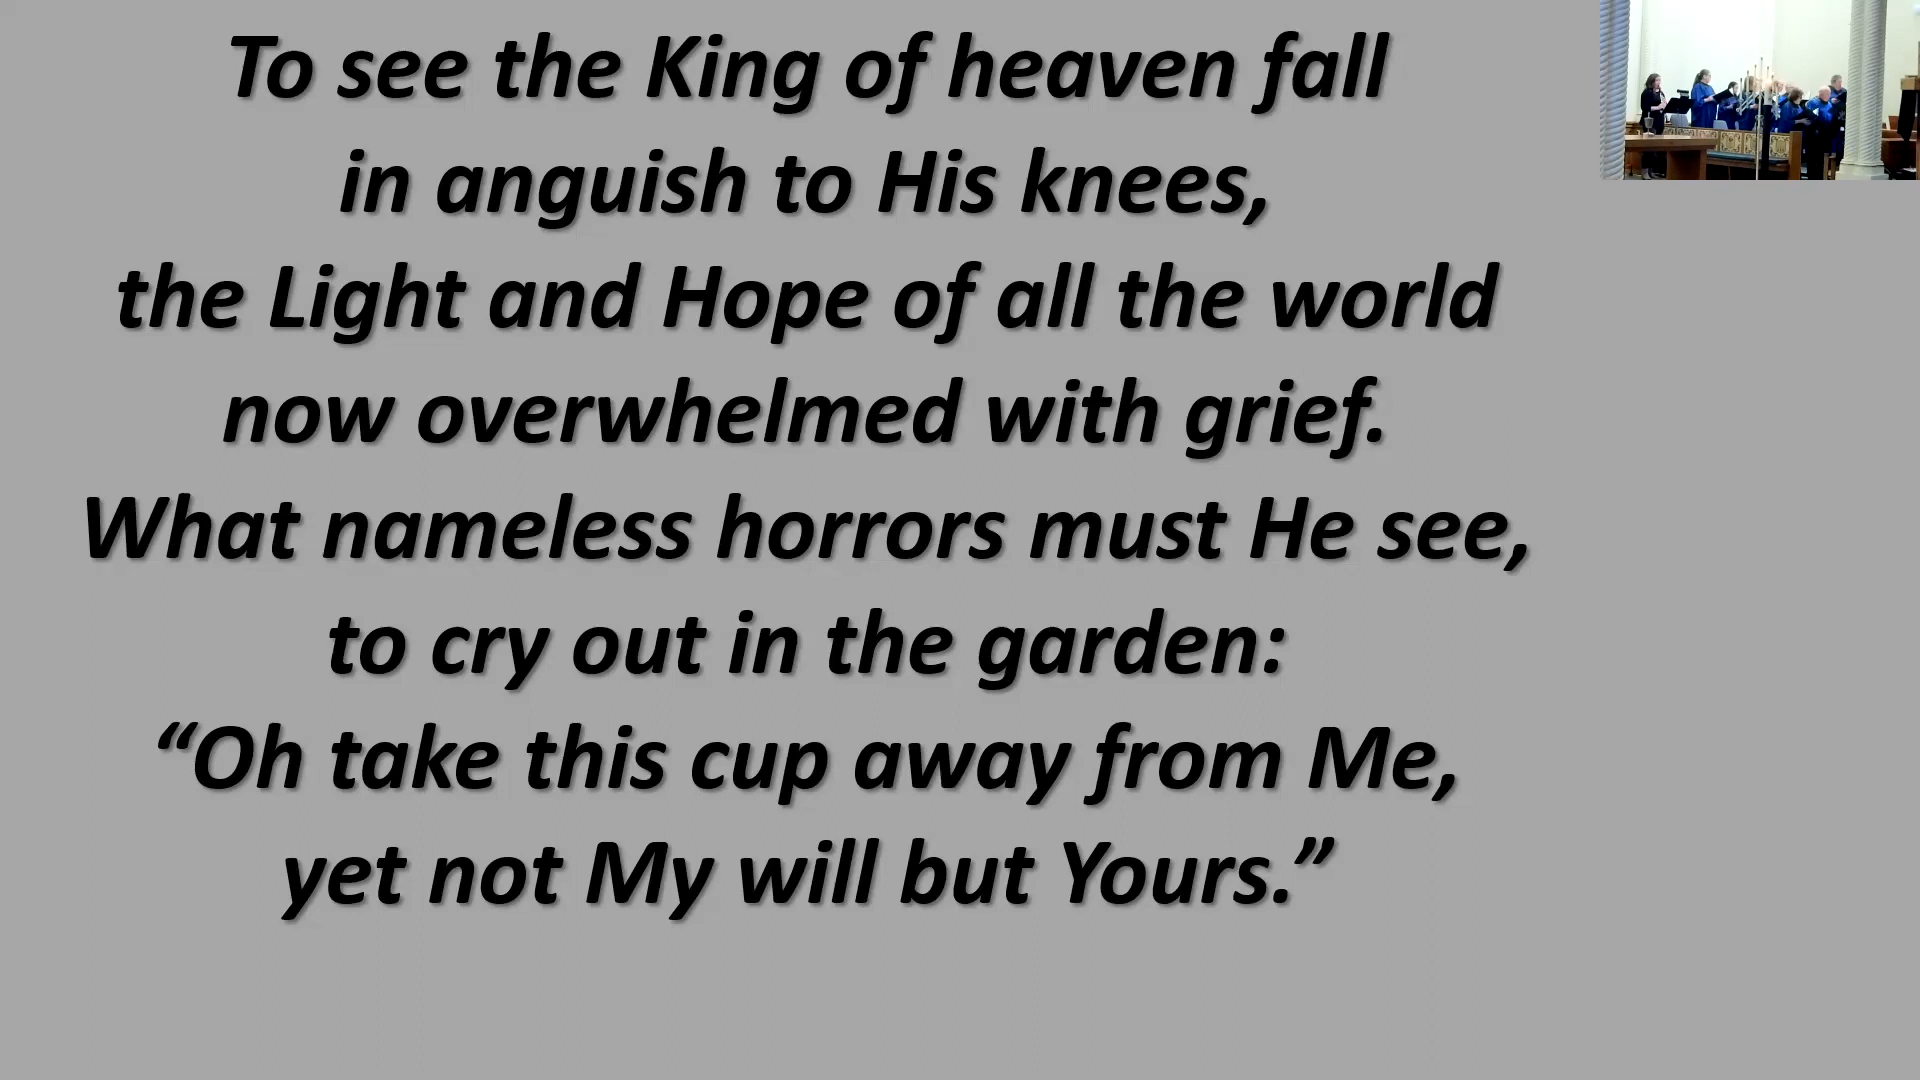 To see the King of heaven fall
in anguish to His knees,
the Light and Hope of all the world
now overwhelmed with grief.
What nameless horrors must He see,
to cry out in the garden:
“Oh take this cup away from Me,
yet not My will but Yours.”